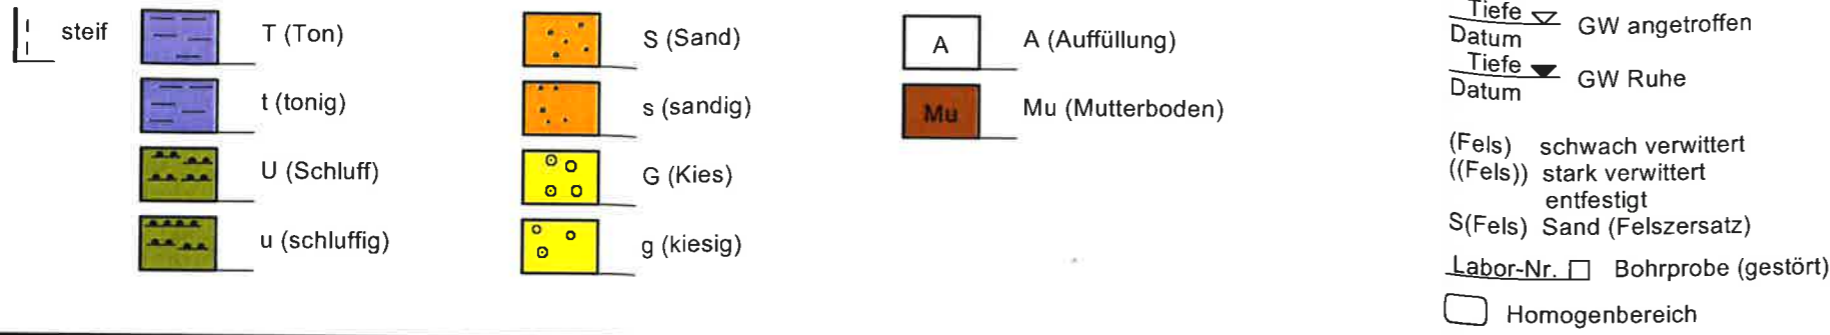 steif
T (Ton)
t (tonig)
U (Schluff)
u (schluffig)
S (Sand)
s (sandig)
G (Kies)
g (kiesig)
A
A (Auffüllung)
Mu
Mu (Mutterboden)
Tiefe
Datum
GW angetroffen
Tiefe
Datum
GW Ruhe
(Fels) schwach verwittert
((Fels)) stark verwittert
entfestigt
S(Fels) Sand (Felszersatz)
Labor-Nr. Bohrprobe (gestört)
Homogenbereich